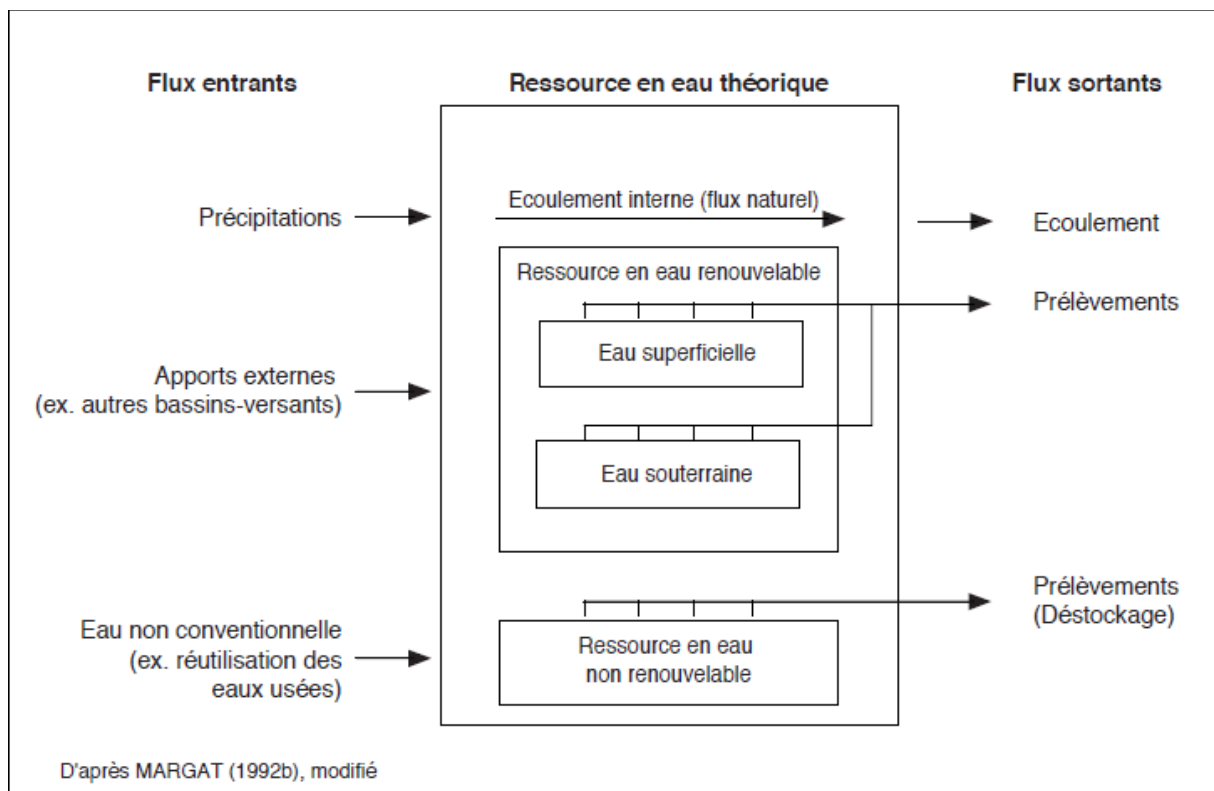 Flux entrants
Ressource en eau théorique
Flux sortants
Précipitations
Ecoulement interne (flux naturel)
Ecoulement
Ressource en eau renouvelable
Prélèvements
Eau superficielle
Apports externes
(ex. autres bassins-versants)
Eau souterraine
Prélèvements
(Déstockage)
Eau non conventionnelle
(ex. réutilisation des
eaux usées)
Ressource en eau
non renouvelable
D'après MARGAT (1992b), modifié